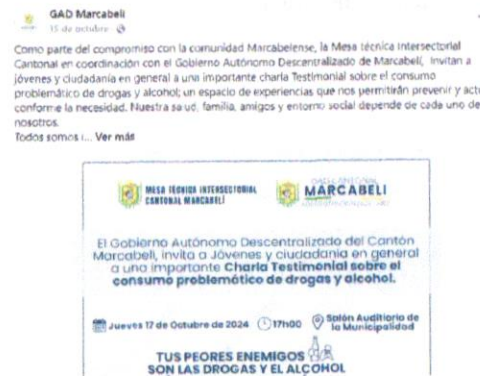 GAD Marcabelí
15 de octubre
Como parte del compromiso con la comunidad Marcabelense, la Mesa técnica Intersectorial
Cantonal en coordinación con el Gobierno Autónomo Descentralizado de Marcabelí, Invitan a
jóvenes y ciudadanía en general a una importante charla Testimonial sobre el consumo
problemático de drogas y alcohol; un espacio de experiencias que nos permitirán prevenir y actu
conforme la necesidad. Nuestra salud, familia, amigos y entorno social depende de cada uno de
nosotros.
Todos somos i... Ver más
MESA TÉCNICA INTERSECTORIAL
CANTONAL MARCABELÍ
MARCABELI
El Gobierno Autónomo Descentralizado del Cantón
Marcabelí, invita a Jóvenes y ciudadanía en general
a una importante Charla Testimonial sobre el
consumo problemático de drogas y alcohol.
Jueves 17 de Octubre de 2024 17h00 Salón Auditorio de
la Municipalidad
TUS PEORES ENEMIGOS
SON LAS DROGAS Y EL ALCOHOL